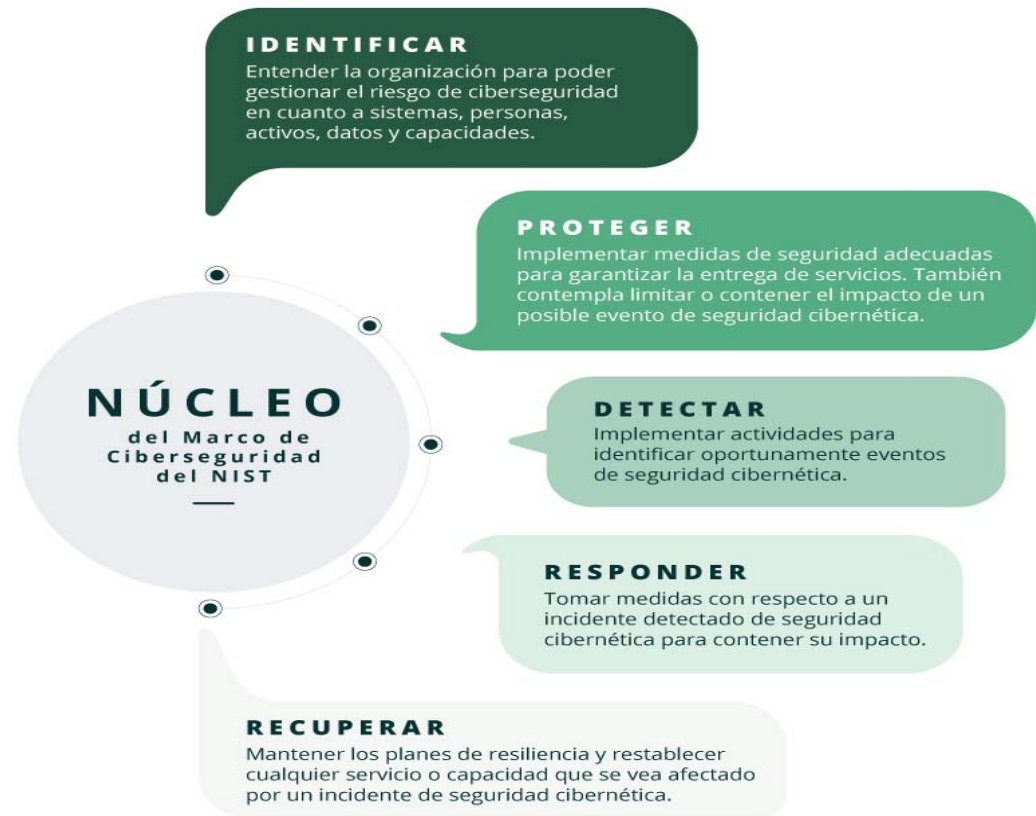 IDENTIFICAR
Entender la organización para poder
gestionar el riesgo de ciberseguridad
en cuanto a sistemas, personas,
activos, datos y capacidades.
PROTEGER
Implementar medidas de seguridad adecuadas
para garantizar la entrega de servicios. También
contempla limitar o contener el impacto de un
posible evento de seguridad cibernética.
NÚCLEO
del Marco de
Ciberseguridad
del NIST
DETECTAR
Implementar actividades para
identificar oportunamente eventos
de seguridad cibernética.
RESPONDER
Tomar medidas con respecto a un
incidente detectado de seguridad
cibernética para contener su impacto.
RECUPERAR
Mantener los planes de resiliencia y restablecer
cualquier servicio o capacidad que se vea afectado
por un incidente de seguridad cibernética.